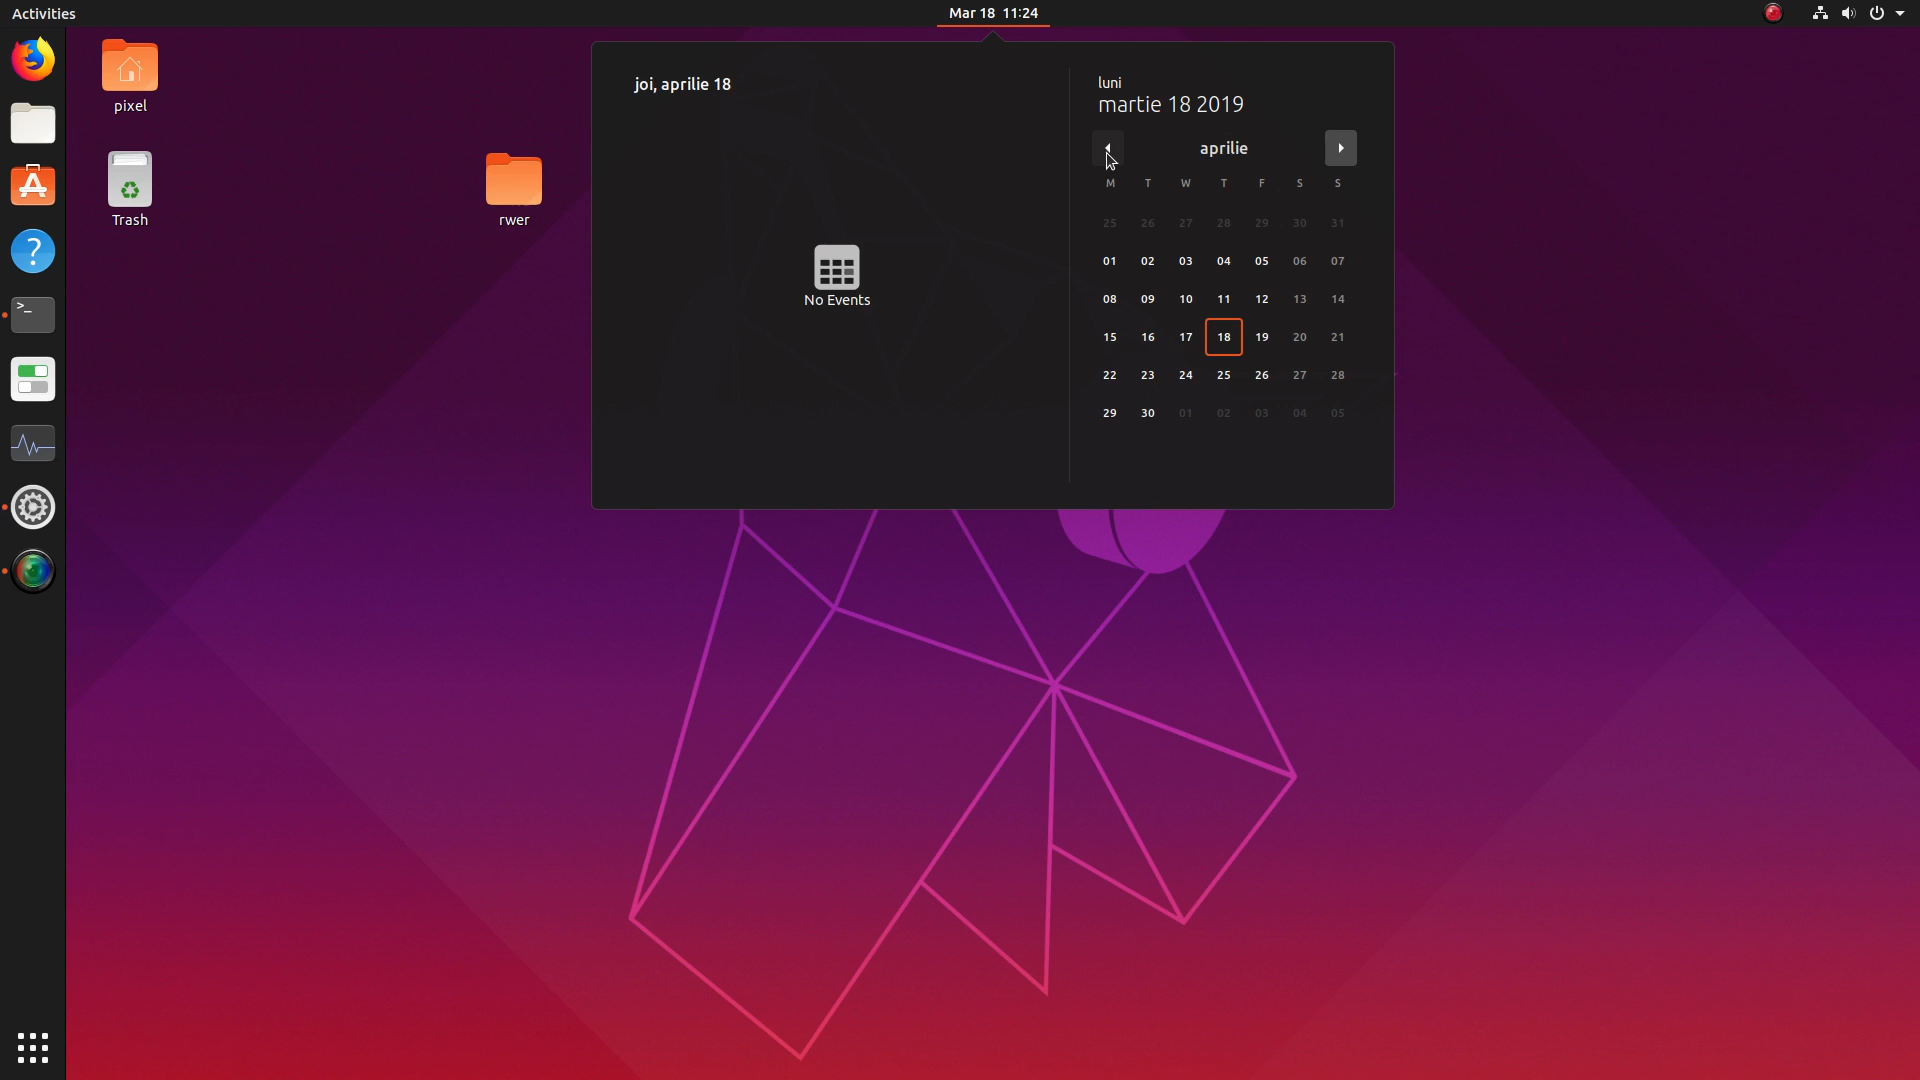 Activities
Mar 18 11:24
pixel
Trash
rwer
>_
?
joi, aprilie 18
No Events
luni
martie 18 2019
aprilie
M T W T F S S
25 26 27 28 29 30 31
01 02 03 04 05 06 07
08 09 10 11 12 13 14
15 16 17 18 19 20 21
22 23 24 25 26 27 28
29 30 01 02 03 04 05